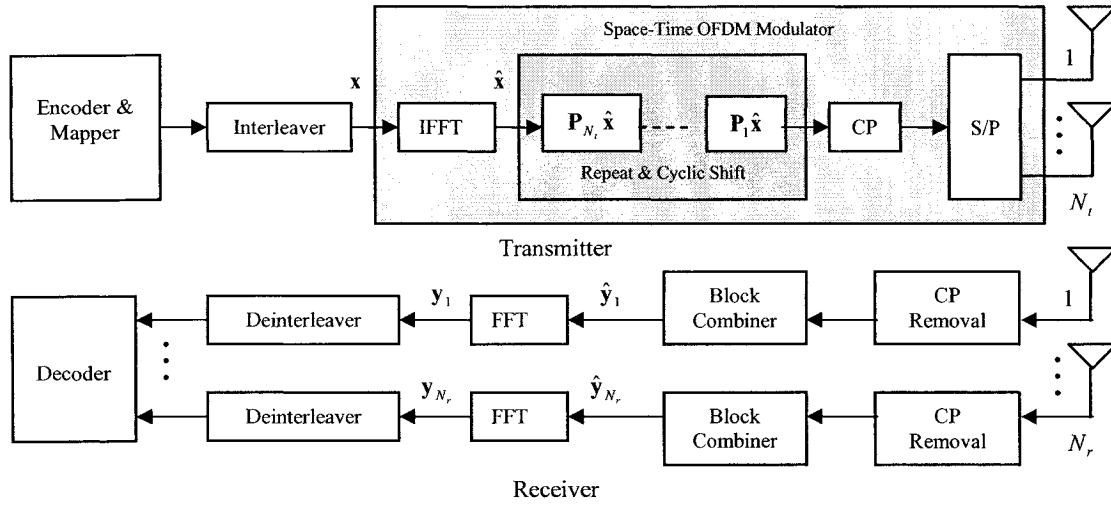 Space-Time OFDM Modulator
1
x
x̂
Encoder &
Mapper
Interleaver
IFFT
P_{N_t} x̂
P_1 x̂
CP
S/P
Repeat & Cyclic Shift
N_t
Transmitter
y_1
ŷ_1
1
Deinterleaver
FFT
Block
Combiner
CP
Removal
Decoder
y_{N_r}
ŷ_{N_r}
Deinterleaver
FFT
Block
Combiner
CP
Removal
N_r
Receiver